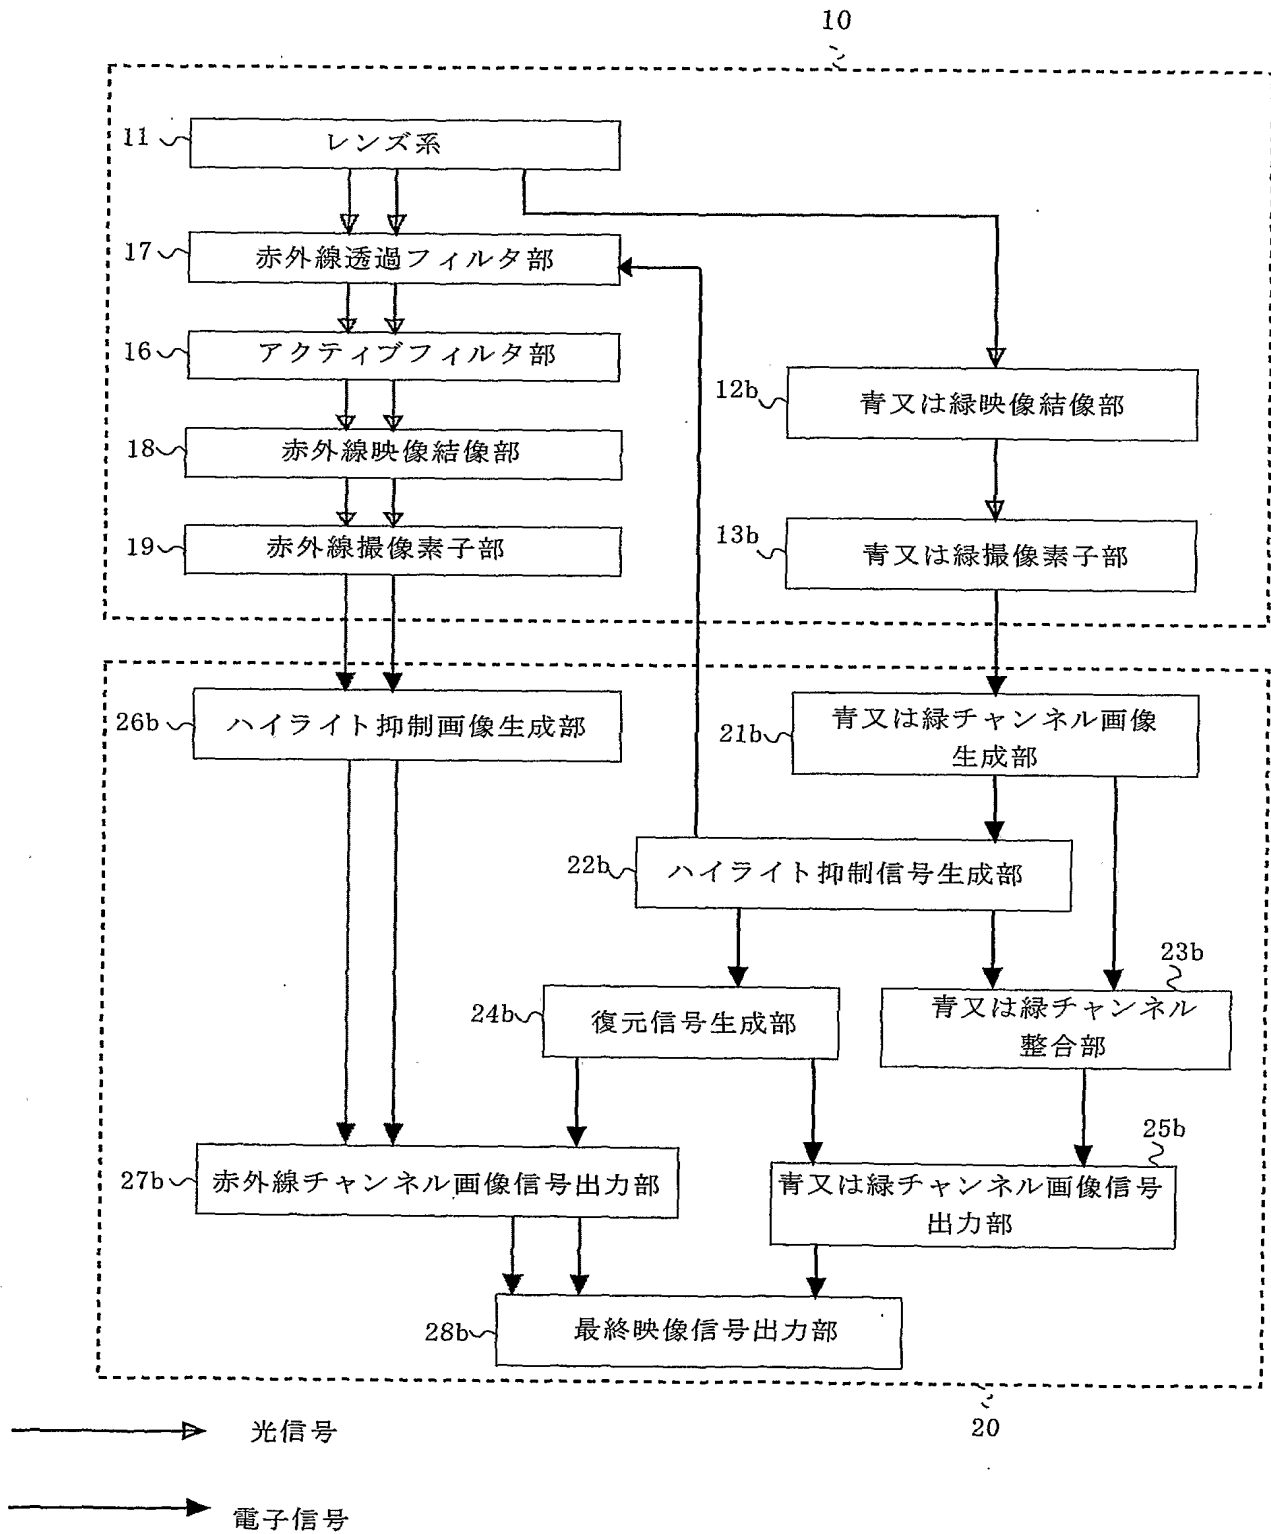 10
11
レンズ系
17
赤外線透過フィルタ部
16
アクティブフィルタ部
12b
青又は緑映像結像部
18
赤外線映像結像部
13b
青又は緑撮像素子部
19
赤外線撮像素子部
26b
ハイライト抑制画像生成部
21b
青又は緑チャンネル画像
生成部
22b
ハイライト抑制信号生成部
23b
24b
復元信号生成部
青又は緑チャンネル
整合部
25b
27b
赤外線チャンネル画像信号出力部
青又は緑チャンネル画像信号
出力部
28b
最終映像信号出力部
20
光信号
電子信号